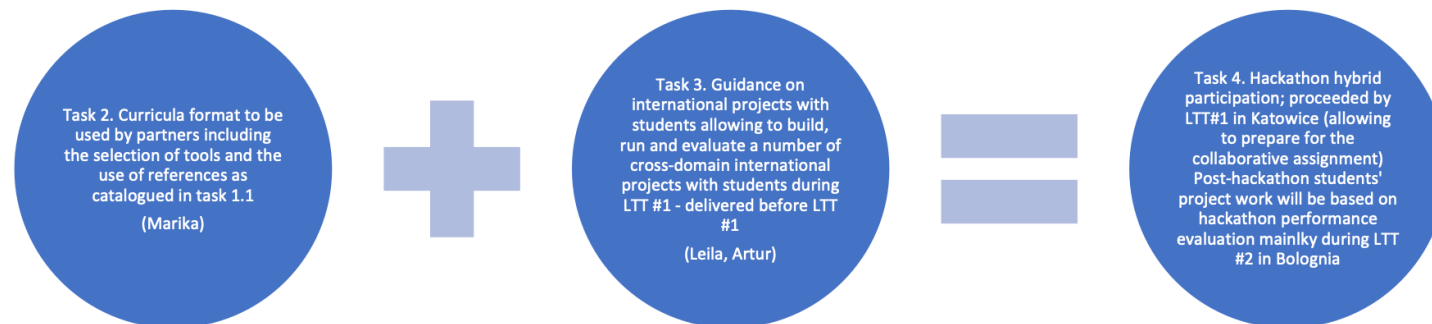 Task 2. Curricula format to be
used by partners including
the selection of tools and the
use of references as
catalogued in task 1.1
(Marika)
Task 3. Guidance on
international projects with
students allowing to build,
run and evaluate a number of
cross-domain international
projects with students during
LTT #1 - delivered before LTT
#1
(Leila, Artur)
Task 4. Hackathon hybrid
participation; proceeded by
LTT#1 in Katowice (allowing
to prepare for the
collaborative assignment)
Post-hackathon students'
project work will be based on
hackathon performance
evaluation mainlky during LTT
#2 in Bolognia